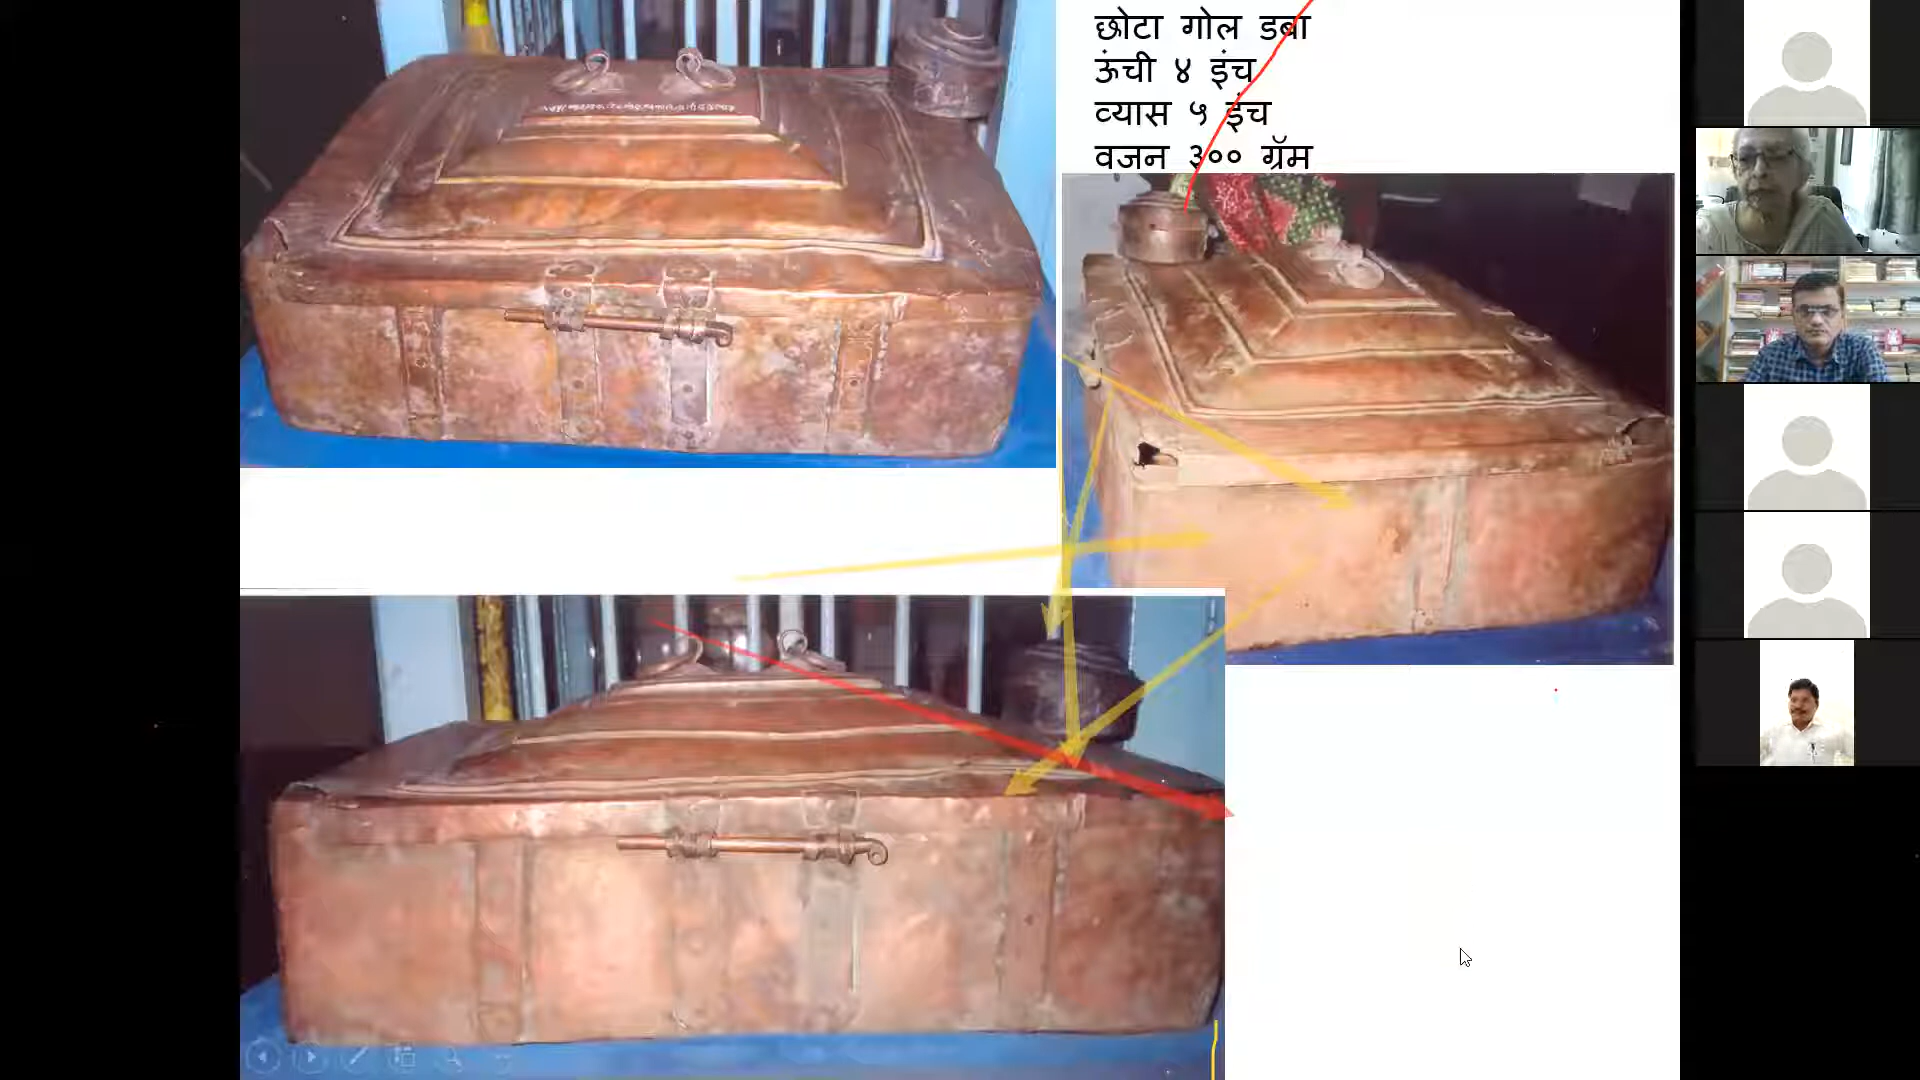 छोटा गोल डबा
ऊंची ४ इंच
व्यास ५ इंच
वजन ३०० ग्रॅम